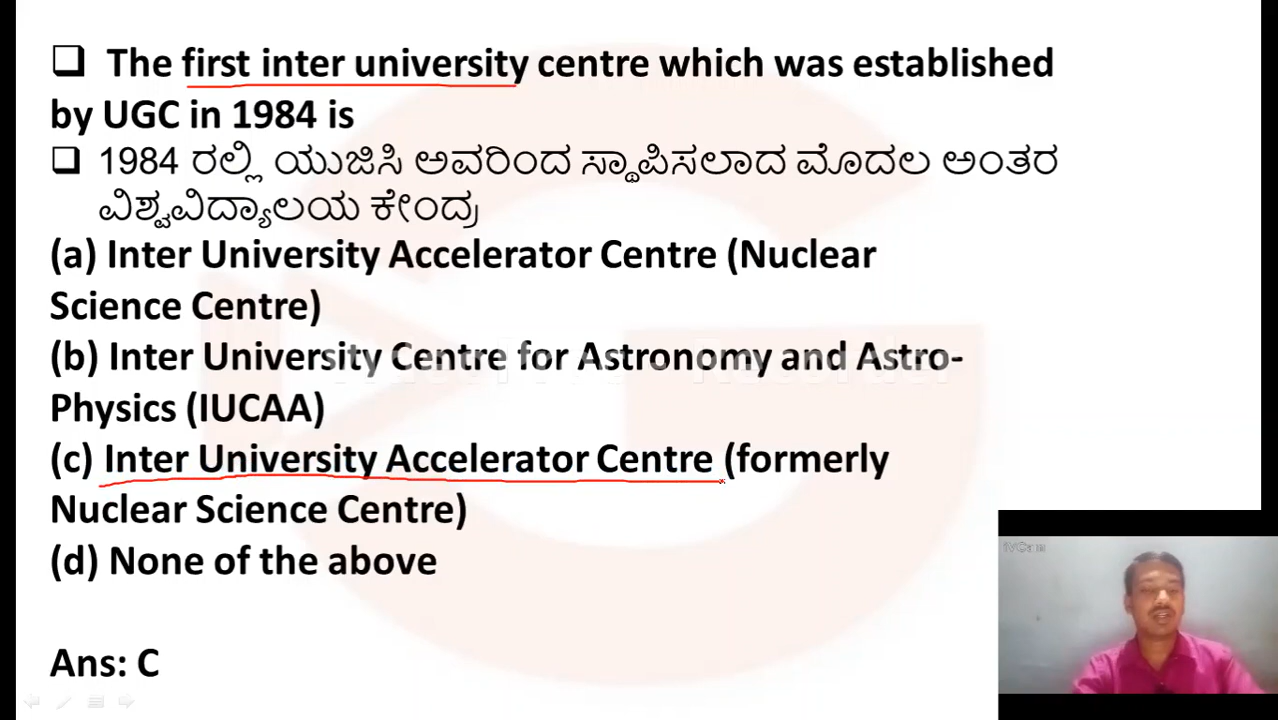 ❑ The first inter university centre which was established
by UGC in 1984 is
❑ 1984 ರಲ್ಲಿ ಯುಜಿಸಿ ಅವರಿಂದ ಸ್ಥಾಪಿಸಲಾದ ಮೊದಲ ಅಂತರ
ವಿಶ್ವವಿದ್ಯಾಲಯ ಕೇಂದ್ರ
(a) Inter University Accelerator Centre (Nuclear
Science Centre)
(b) Inter University Centre for Astronomy and Astro-
Physics (IUCAA)
(c) Inter University Accelerator Centre (formerly
Nuclear Science Centre)
(d) None of the above
Ans: C
iVCam